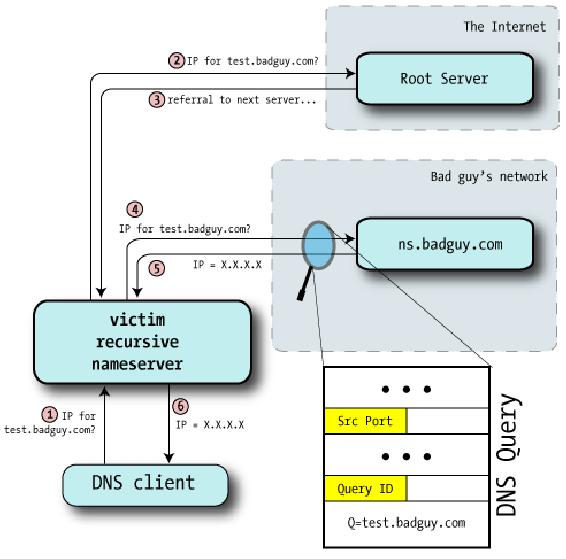 The Internet
2 IP for test.badguy.com?
Root Server
3 referral to next server...
Bad guy's network
4
IP for test.badguy.com?
ns.badguy.com
5 IP = X.X.X.X
victim
recursive
nameserver
1 IP for
test.badguy.com?
6
IP = X.X.X.X
DNS client
• • •
Src Port
• • •
Query ID
Q=test.badguy.com
DNS Query